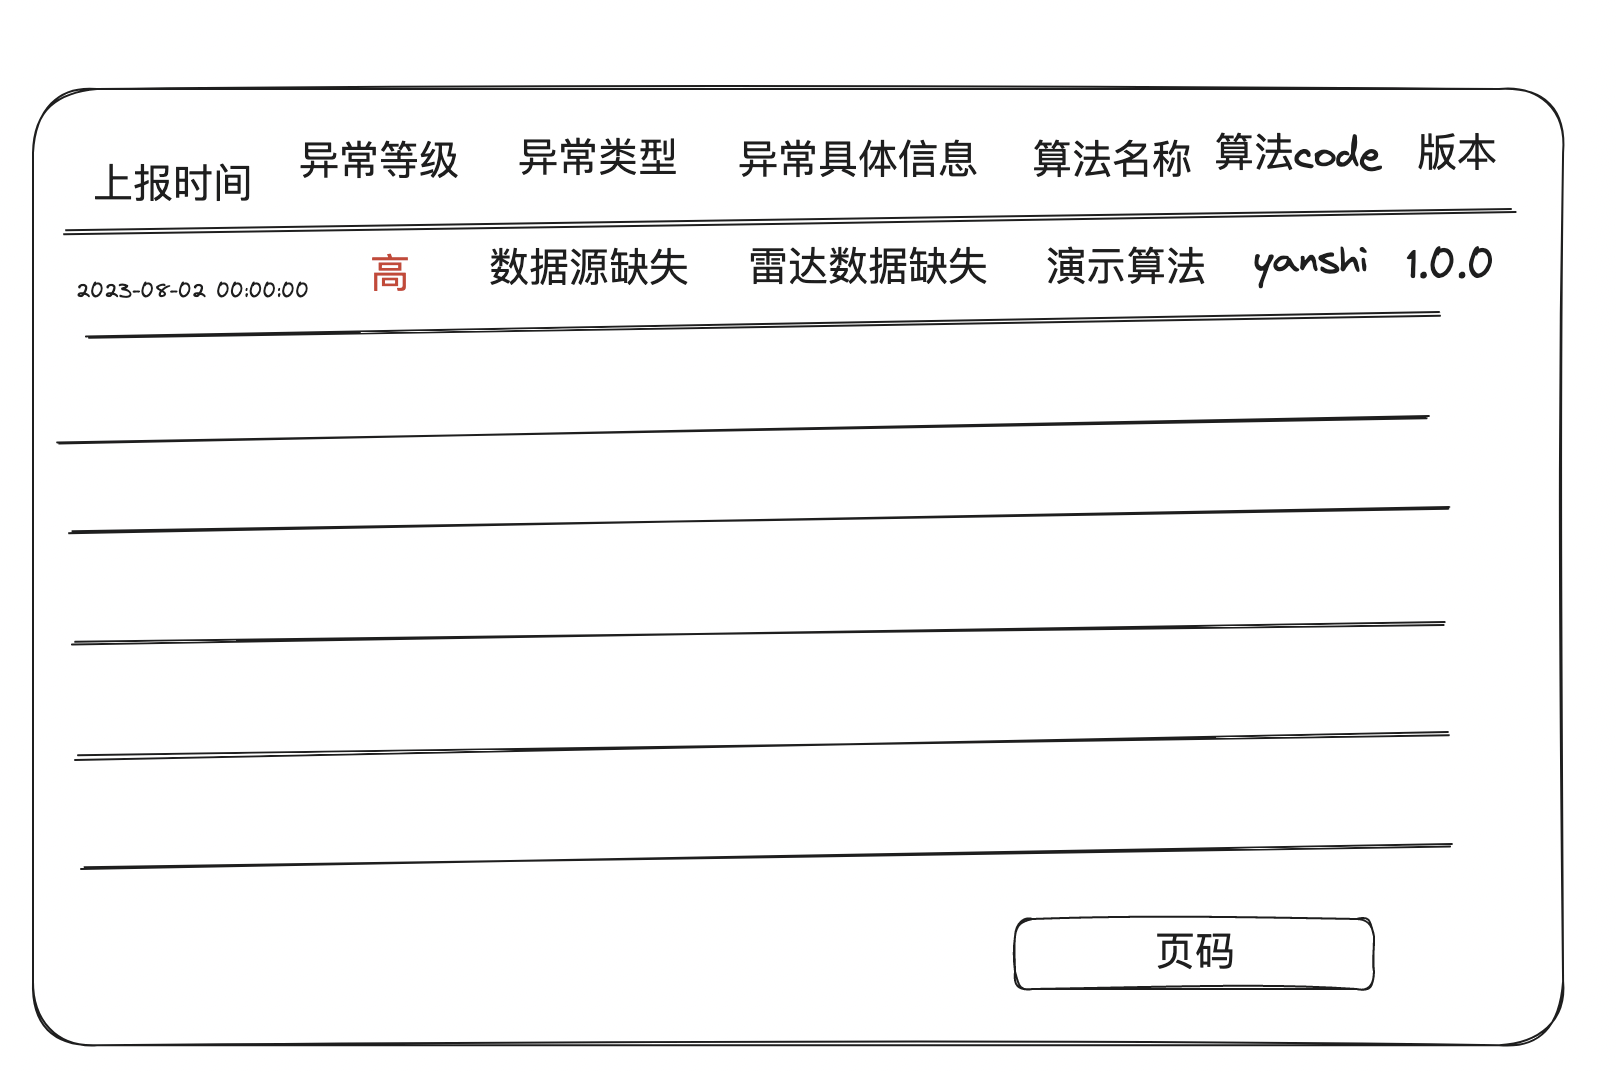 上报时间 异常等级 异常类型 异常具体信息 算法名称 算法code 版本
2023-08-02 00:00:00 高 数据源缺失 雷达数据缺失 演示算法 yanshi 1.0.0
页码